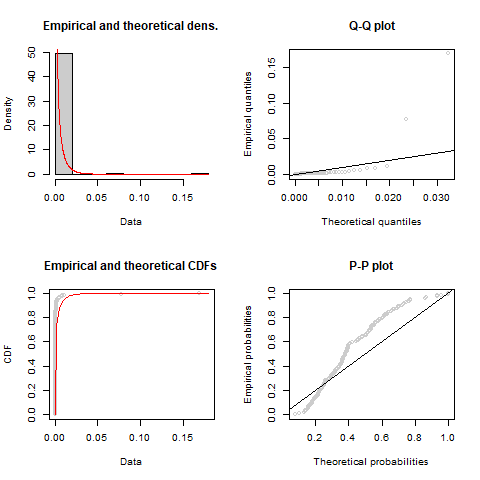 Empirical and theoretical dens.
Density
0 10 20 30 40 50
0.00 0.05 0.10 0.15
Data
Q-Q plot
Empirical quantiles
0.00 0.05 0.10 0.15
0.000 0.010 0.020 0.030
Theoretical quantiles
Empirical and theoretical CDFs
CDF
0.0 0.2 0.4 0.6 0.8 1.0
0.00 0.05 0.10 0.15
Data
P-P plot
Empirical probabilities
0.0 0.2 0.4 0.6 0.8 1.0
0.2 0.4 0.6 0.8 1.0
Theoretical probabilities